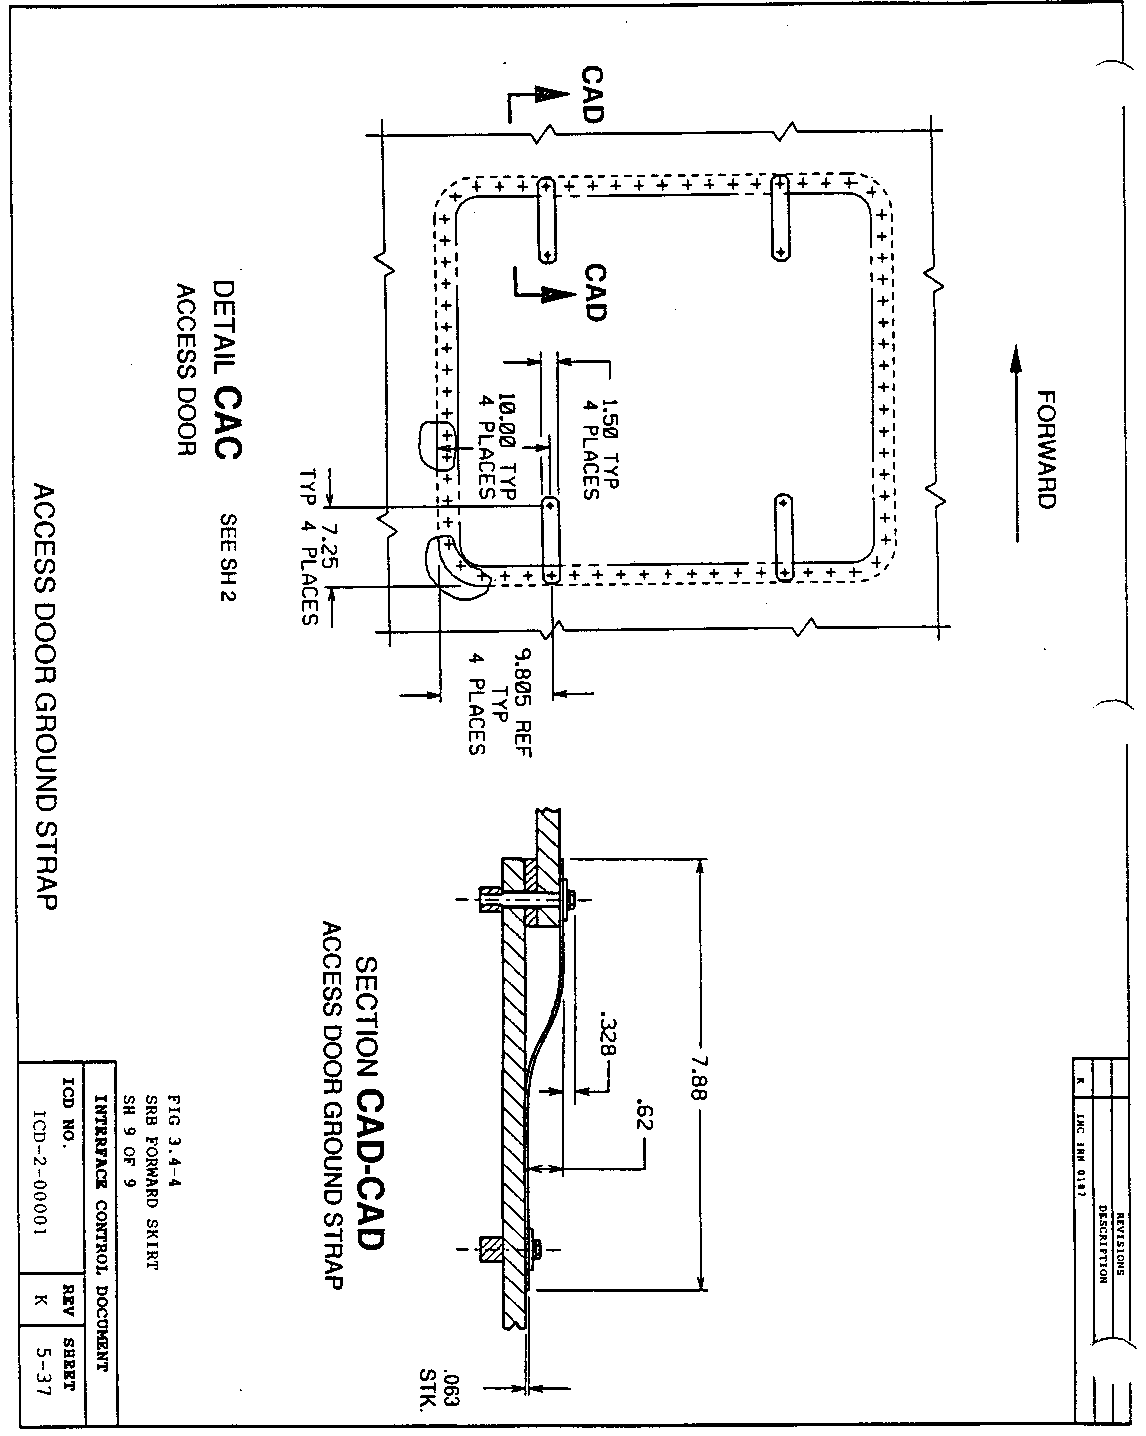 REVISIONS
DESCRIPTION
K
INC IRN 0187
FORWARD
CAD
CAD
1.50 TYP
4 PLACES
10.00 TYP
4 PLACES
7.25
TYP 4 PLACES
9.805 REF
TYP
4 PLACES
DETAIL CAC SEE SH 2
ACCESS DOOR
7.88
.62
.328
.063
STK.
SECTION CAD-CAD
ACCESS DOOR GROUND STRAP
ACCESS DOOR GROUND STRAP
FIG 3.4-4
SRB FORWARD SKIRT
SH 9 OF 9
INTERFACE CONTROL DOCUMENT
ICD NO.
REV
SHEET
ICD-2-00001
K
5-37